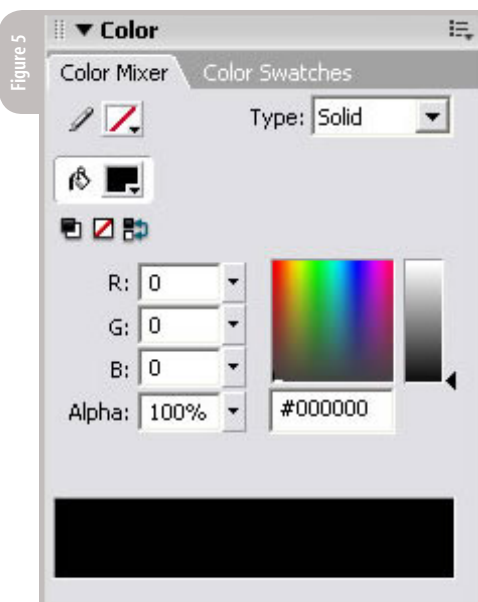 Figure 5
Color
Color Mixer Color Swatches
Type: Solid
R: 0
G: 0
B: 0
Alpha: 100% #000000